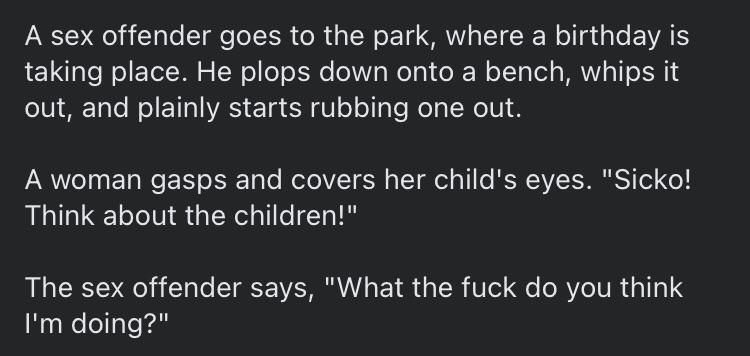 A sex offender goes to the park, where a birthday is
taking place. He plops down onto a bench, whips it
out, and plainly starts rubbing one out.
A woman gasps and covers her child's eyes. "Sicko!
Think about the children!"
The sex offender says, "What the fuck do you think
I'm doing?"